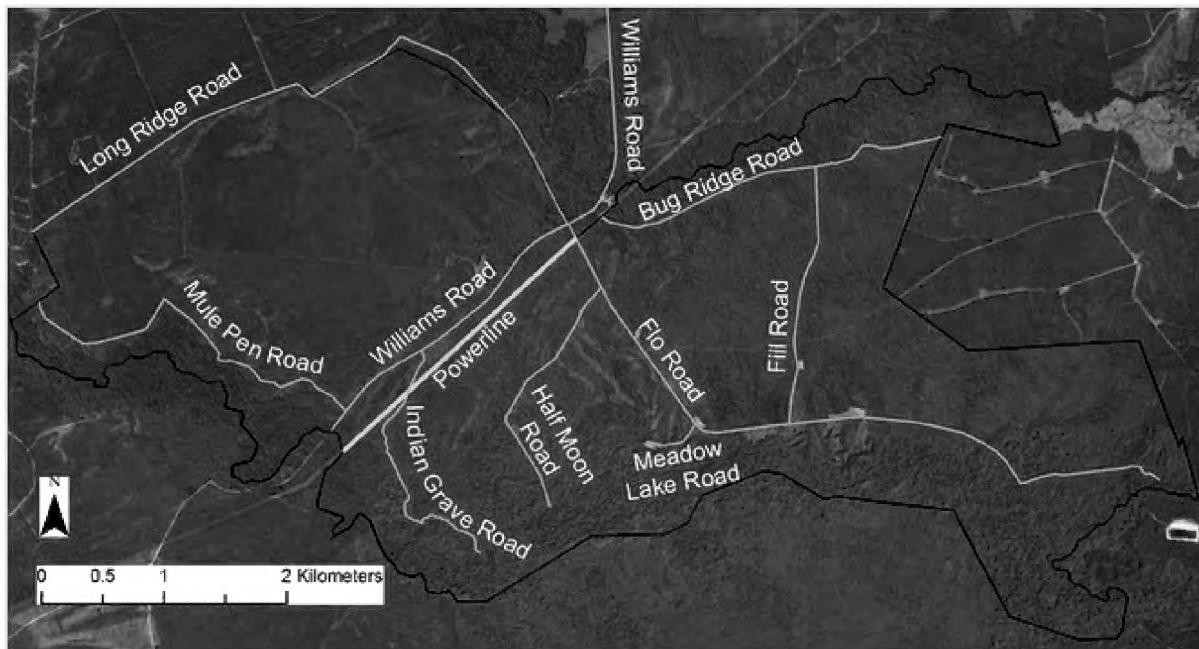 Williams Road
Long Ridge Road
Bug Ridge Road
Mule Pen Road
Williams Road
Powerline
Flo Road
Fiill Road
Half Moon
Road
Indian Grave Road
Meadow
Lake Road
N
0 0.5 1 2 Kilometers